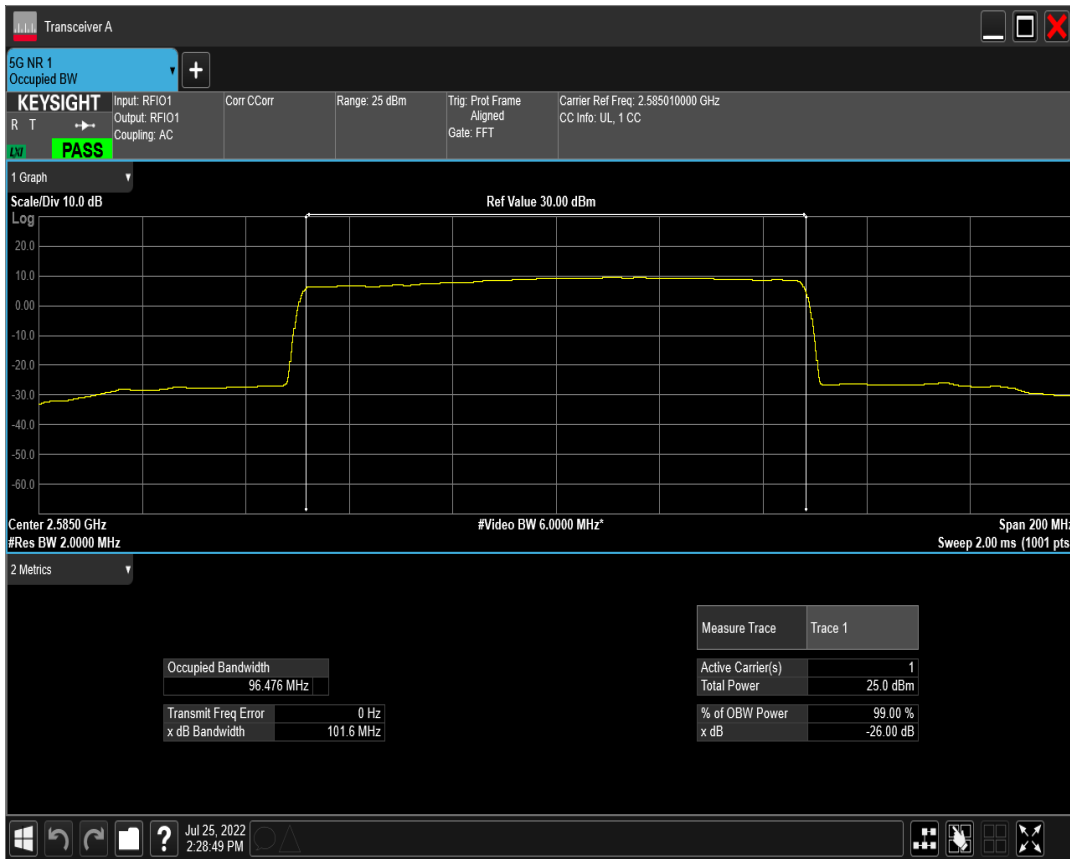 Transceiver A
5G NR 1
Occupied BW
+
KEYSIGHT
R T
LXI
PASS
Input: RFIO1
Output: RFIO1
Coupling: AC
Corr CCorr
Range: 25 dBm
Trig: Prot Frame
Aligned
Gate: FFT
Carrier Ref Freq: 2.585010000 GHz
CC Info: UL, 1 CC
1 Graph
Scale/Div 10.0 dB
Ref Value 30.00 dBm
Log
20.0
10.0
0.00
-10.0
-20.0
-30.0
-40.0
-50.0
-60.0
Center 2.5850 GHz
#Video BW 6.0000 MHz*
Span 200 MHz
#Res BW 2.0000 MHz
Sweep 2.00 ms (1001 pts
2 Metrics
Measure Trace Trace 1
Occupied Bandwidth
96.476 MHz
Active Carrier(s) 1
Total Power 25.0 dBm
Transmit Freq Error 0 Hz
x dB Bandwidth 101.6 MHz
% of OBW Power 99.00 %
x dB -26.00 dB
?
Jul 25, 2022
2:28:49 PM